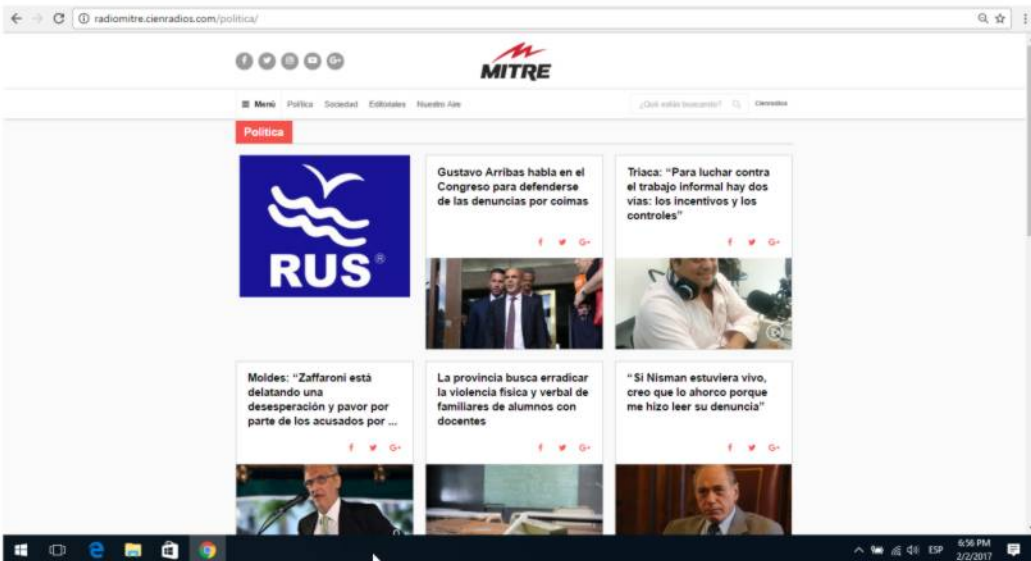 radiomitre.cienradios.com/politica/
MITRE
Menú Política Sociedad Editoriales Nuestro Aire
¿Qué estás buscando?
Cienradios
Política
RUS®
Gustavo Arribas habla en el
Congreso para defenderse
de las denuncias por coimas
f G+
Triaca: “Para luchar contra
el trabajo informal hay dos
vías: los incentivos y los
controles”
f G+
Moldes: “Zaffaroni está
delatando una
desesperación y pavor por
parte de los acusados por ...
f G+
La provincia busca erradicar
la violencia física y verbal de
familiares de alumnos con
docentes
f G+
“Si Nisman estuviera vivo,
creo que lo ahorco porque
me hizo leer su denuncia”
f G+
ESP
6:56 PM
2/2/2017